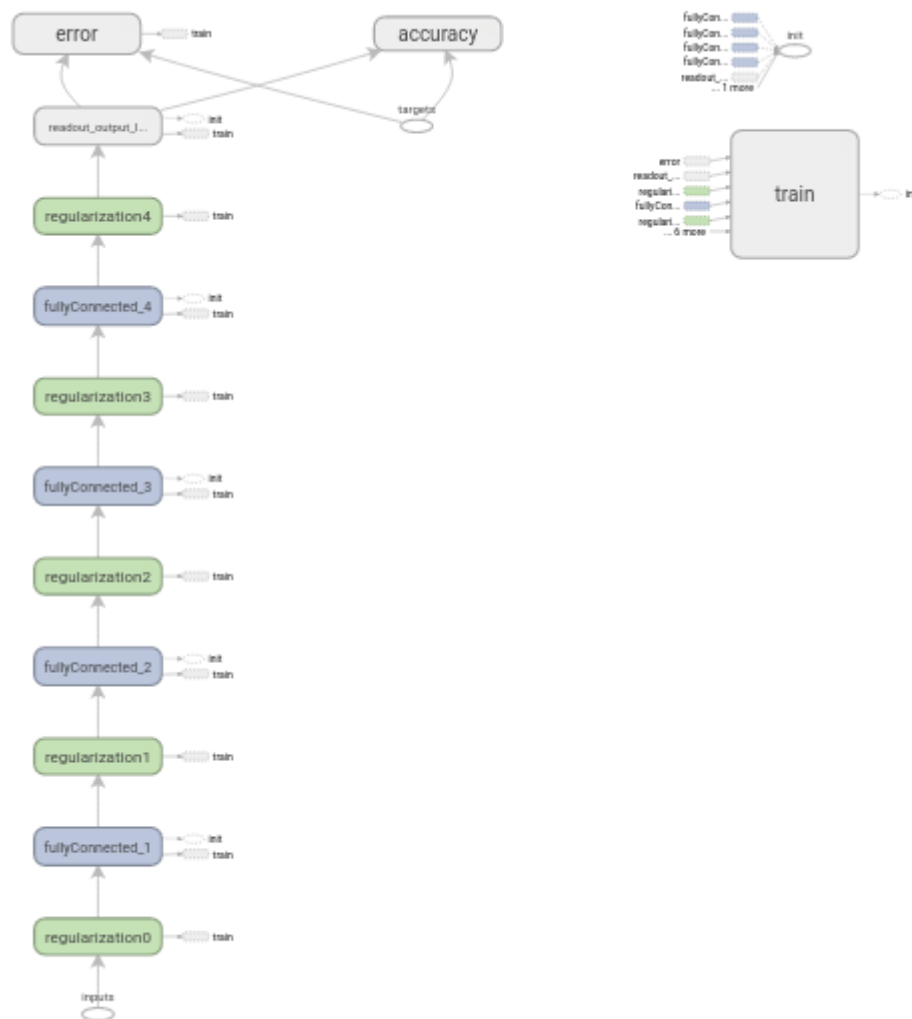 error
train
accuracy
targets
readout_output_l...
init
train
regularization4
train
fullyConnected_4
init
train
regularization3
train
fullyConnected_3
init
train
regularization2
train
fullyConnected_2
init
train
regularization1
train
fullyConnected_1
init
train
regularization0
train
inputs
fullyCon...
fullyCon...
fullyCon...
fullyCon...
readout_...
... 1 more
init
error
readout_...
regulari...
fullyCon...
regulari...
... 6 more
train